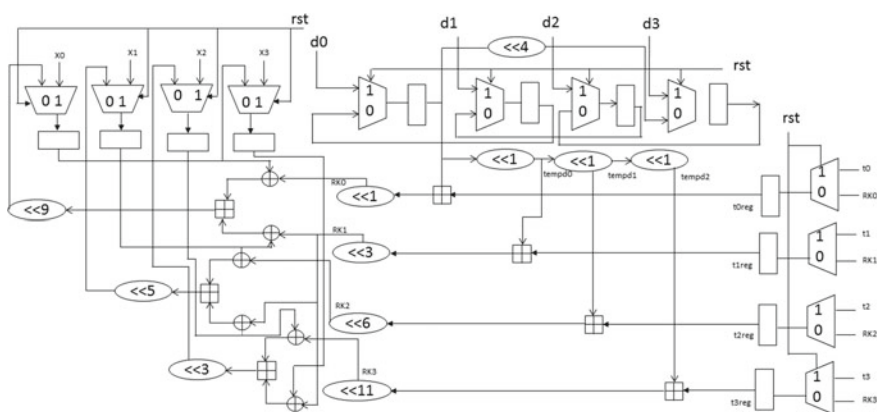 rst
d1
d2
d3
X0
X1
X2
X3
d0
<<4
rst
0 1
0 1
0 1
0 1
1
0
1
0
1
0
1
0
rst
<<1
<<1
<<1
tempd0
tempd1
tempd2
RK0
<<1
t0reg
1
0
t0
RK0
<<9
RK1
<<3
t1reg
1
0
t1
RK1
<<5
RK2
<<6
t2reg
1
0
t2
RK2
<<3
RK3
<<11
t3reg
1
0
t3
RK3